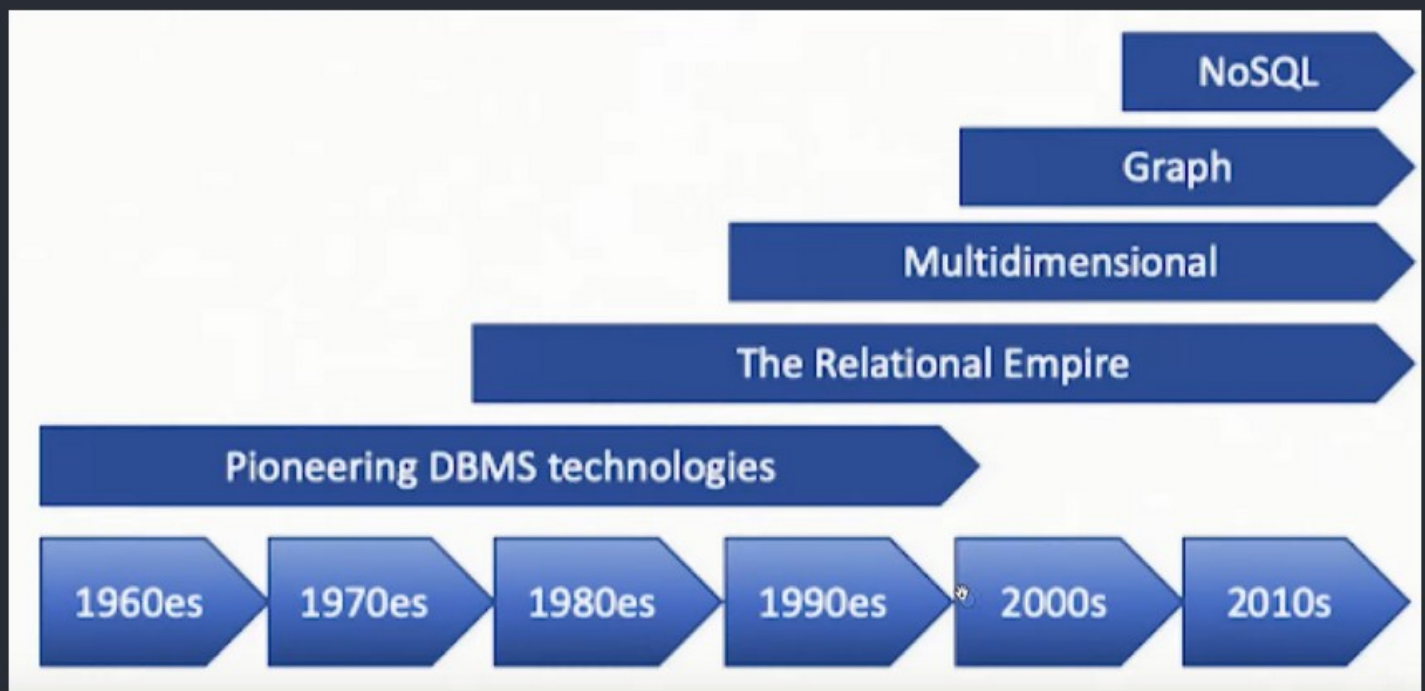 NoSQL
Graph
Multidimensional
The Relational Empire
Pioneering DBMS technologies
1960es 1970es 1980es 1990es 2000s 2010s